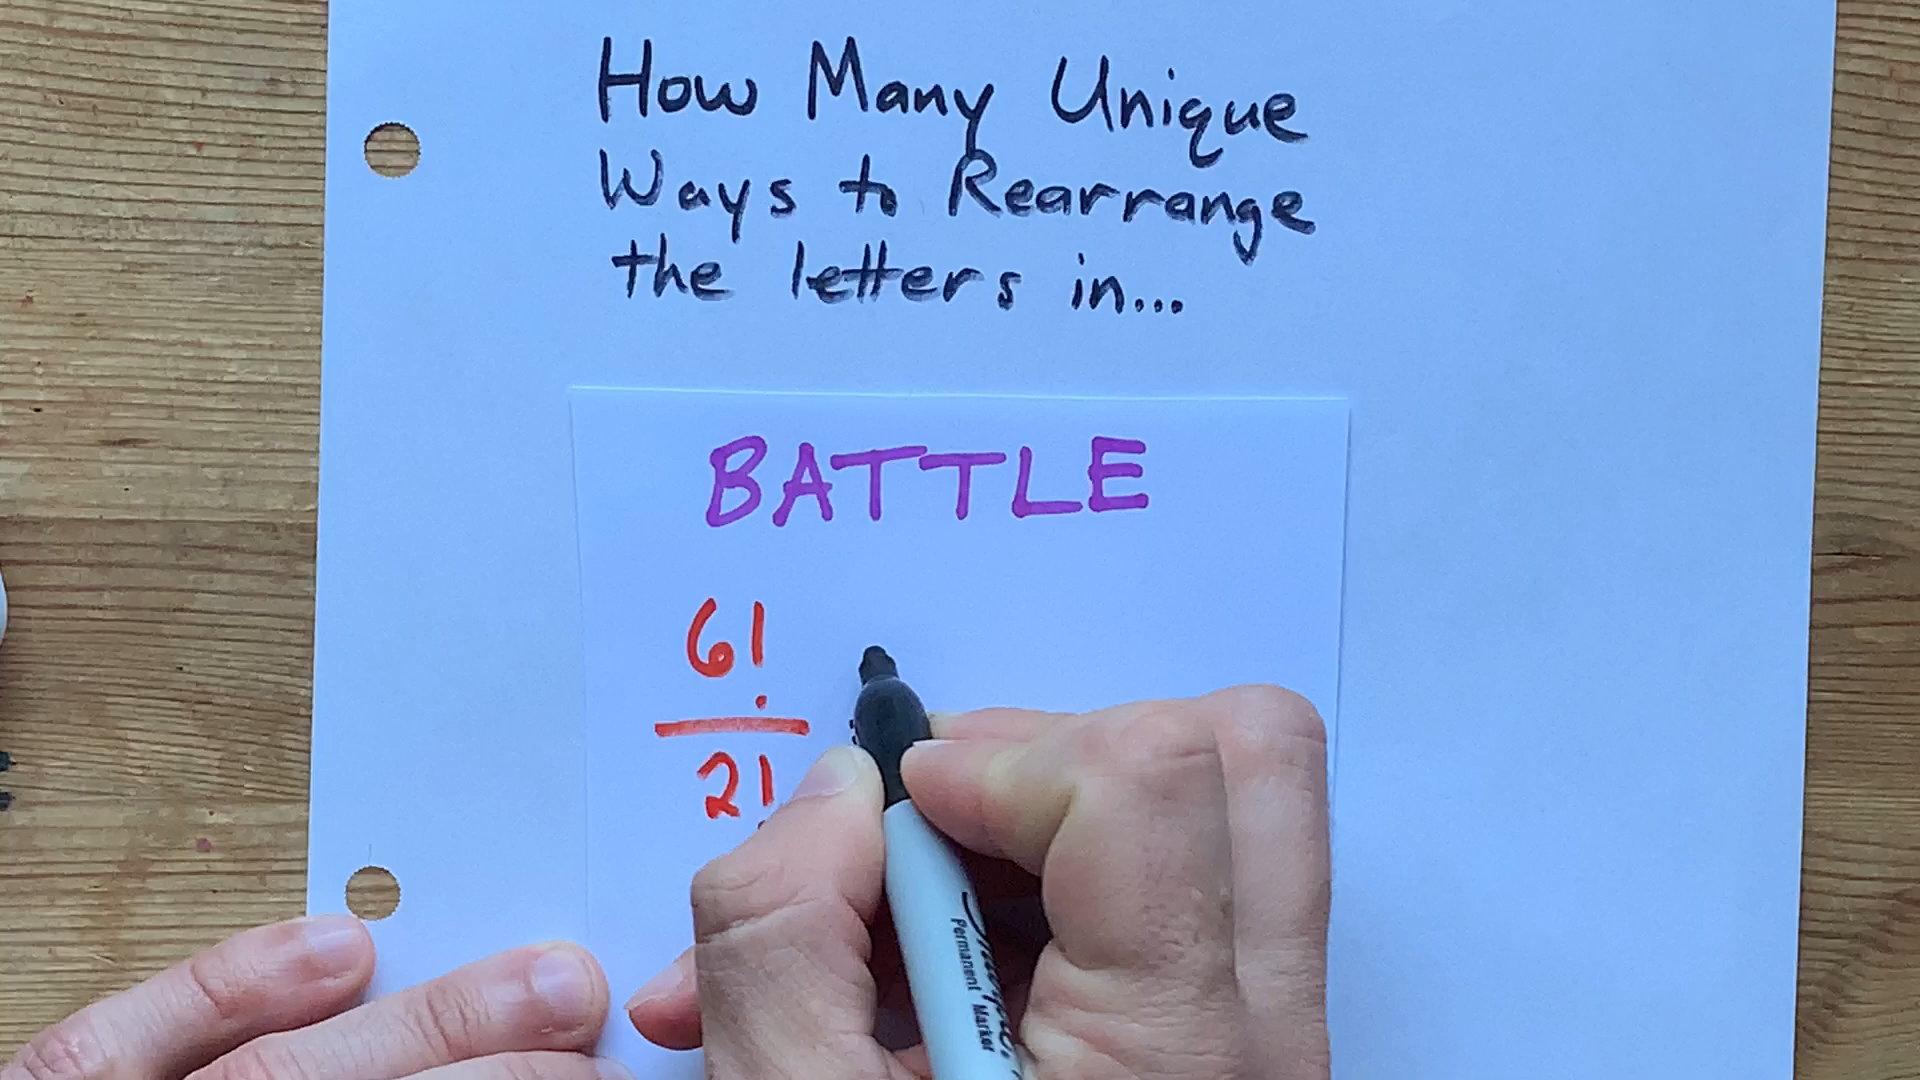 How Many Unique
Ways to Rearrange
the letters in...
BATTLE
6!
2!
Permanent Marker